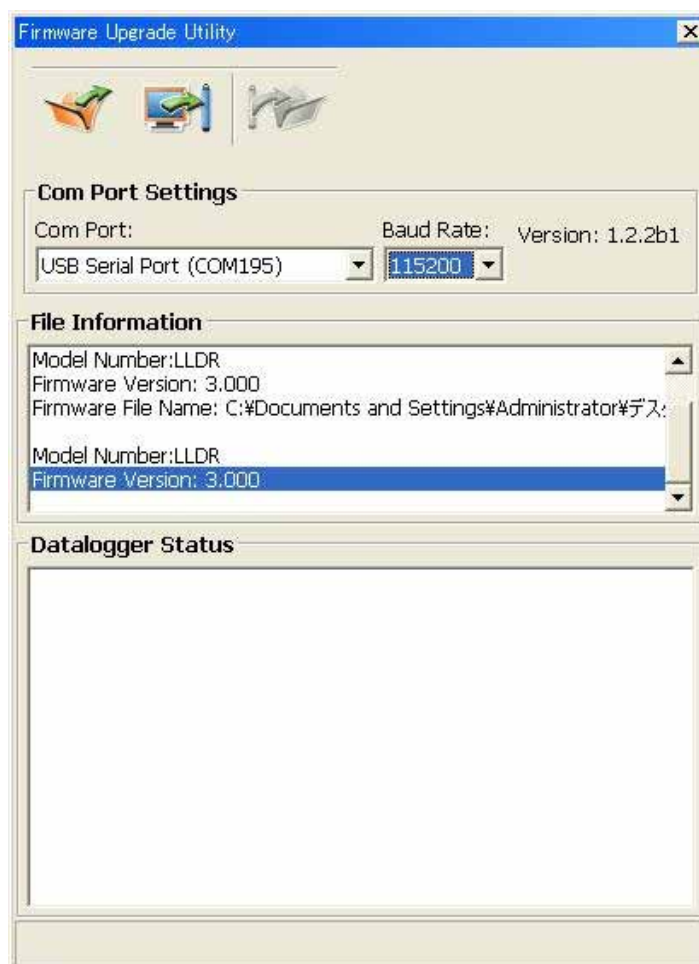 Firmware Upgrade Utility
Com Port Settings
Com Port:
Baud Rate:
Version: 1.2.2b1
USB Serial Port (COM195)
115200
File Information
Model Number:LLDR
Firmware Version: 3.000
Firmware File Name: C:¥Documents and Settings¥Administrator¥デスク
Model Number:LLDR
Firmware Version: 3.000
Datalogger Status